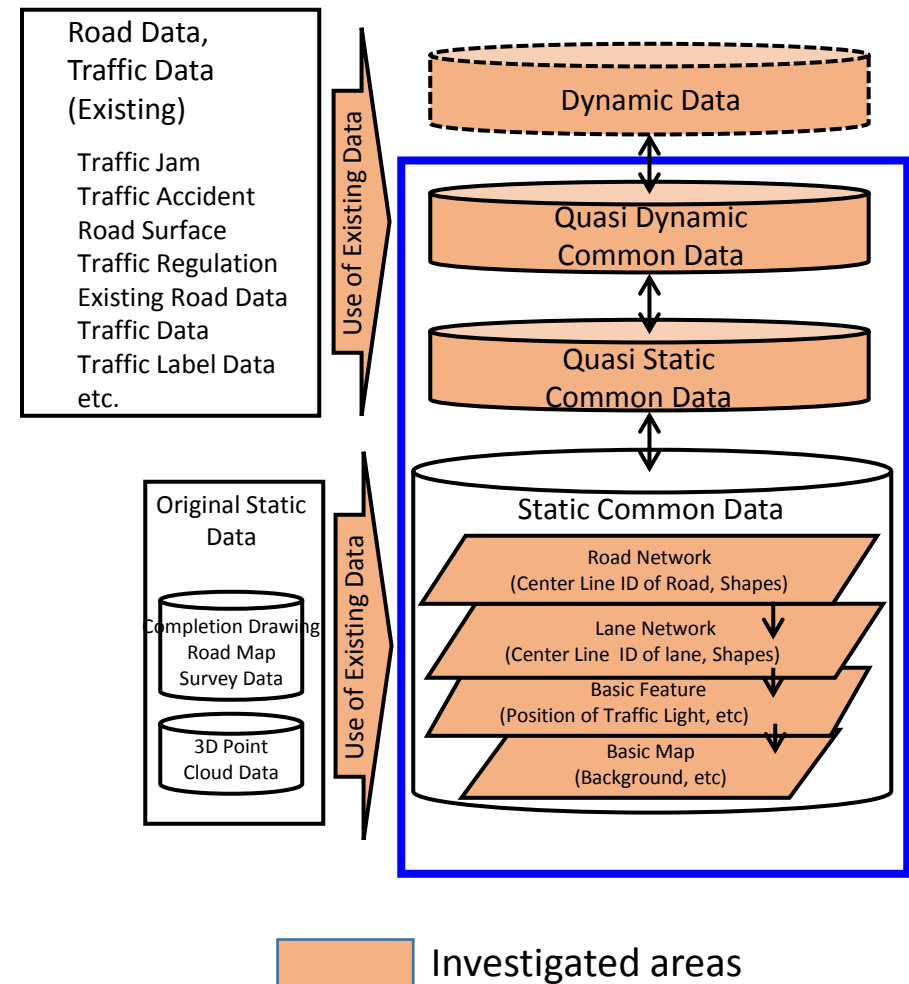 Road Data,
Traffic Data
(Existing)
Traffic Jam
Traffic Accident
Road Surface
Traffic Regulation
Existing Road Data
Traffic Data
Traffic Label Data
etc.
Use of Existing Data
Dynamic Data
Quasi Dynamic
Common Data
Quasi Static
Common Data
Original Static
Data
Completion Drawing
Road Map
Survey Data
3D Point
Cloud Data
Use of Existing Data
Static Common Data
Road Network
(Center Line ID of Road, Shapes)
Lane Network
(Center Line ID of lane, Shapes)
Basic Feature
(Position of Traffic Light, etc)
Basic Map
(Background, etc)
Investigated areas